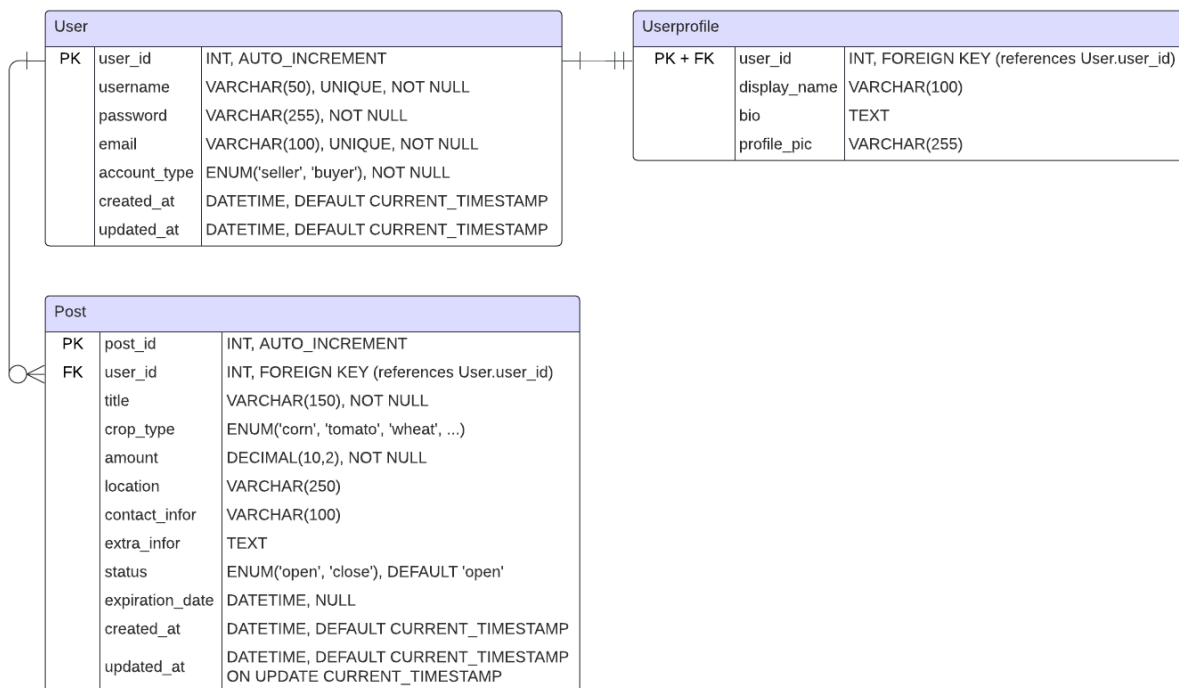 User
PK user_id INT, AUTO_INCREMENT
username VARCHAR(50), UNIQUE, NOT NULL
password VARCHAR(255), NOT NULL
email VARCHAR(100), UNIQUE, NOT NULL
account_type ENUM('seller', 'buyer'), NOT NULL
created_at DATETIME, DEFAULT CURRENT_TIMESTAMP
updated_at DATETIME, DEFAULT CURRENT_TIMESTAMP
Userprofile
PK + FK user_id INT, FOREIGN KEY (references User.user_id)
display_name VARCHAR(100)
bio TEXT
profile_pic VARCHAR(255)
Post
PK post_id INT, AUTO_INCREMENT
FK user_id INT, FOREIGN KEY (references User.user_id)
title VARCHAR(150), NOT NULL
crop_type ENUM('corn', 'tomato', 'wheat', ...)
amount DECIMAL(10,2), NOT NULL
location VARCHAR(250)
contact_infor VARCHAR(100)
extra_infor TEXT
status ENUM('open', 'close'), DEFAULT 'open'
expiration_date DATETIME, NULL
created_at DATETIME, DEFAULT CURRENT_TIMESTAMP
updated_at DATETIME, DEFAULT CURRENT_TIMESTAMP
ON UPDATE CURRENT_TIMESTAMP